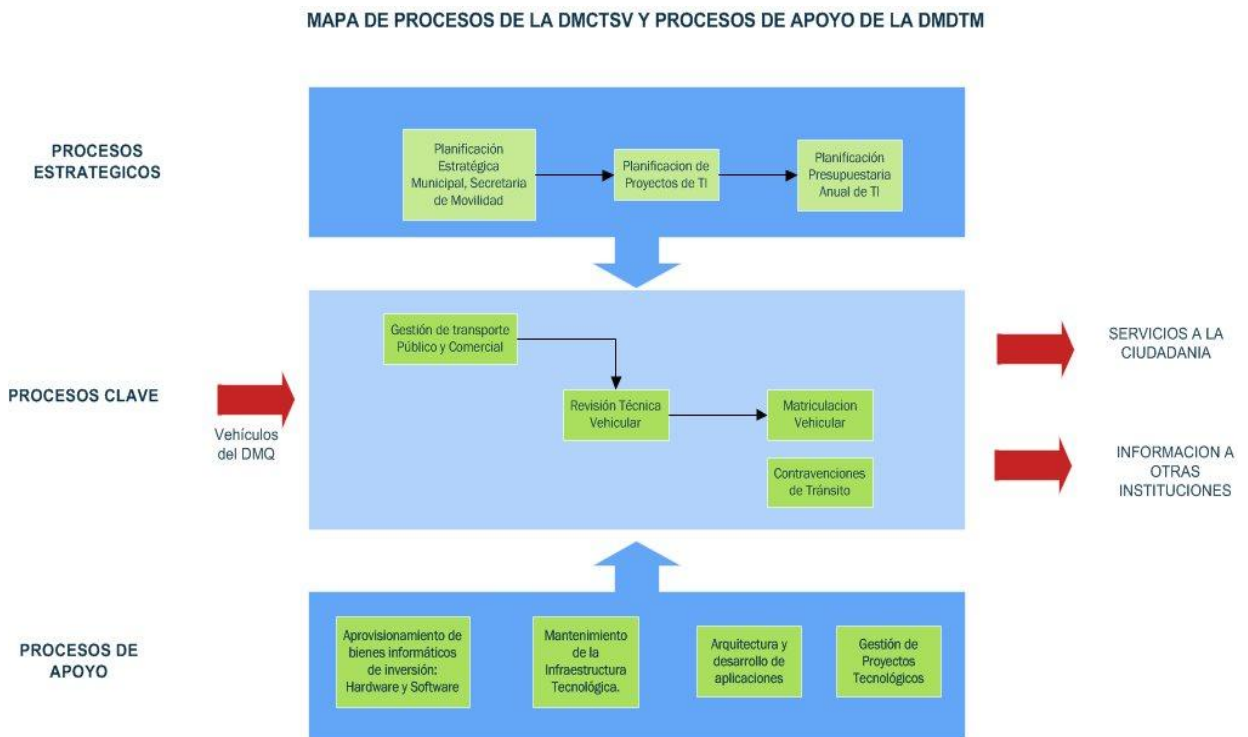 MAPA DE PROCESOS DE LA DMCTSV Y PROCESOS DE APOYO DE LA DMDTM
PROCESOS
ESTRATEGICOS
Planificación
Estratégica
Municipal, Secretaria
de Movilidad
Planificacion de
Proyectos de TI
Planificación
Presupuestaria
Anual de TI
PROCESOS CLAVE
Vehículos
del DMQ
Gestión de transporte
Público y Comercial
Revisión Técnica
Vehicular
Matriculacion
Vehicular
Contravenciones
de Tránsito
SERVICIOS A LA
CIUDADANIA
INFORMACION A
OTRAS
INSTITUCIONES
PROCESOS DE
APOYO
Aprovisionamiento de
bienes informáticos
de inversión:
Hardware y Software
Mantenimiento
de la
Infraestructura
Tecnológica.
Arquitectura y
desarrollo de
aplicaciones
Gestión de
Proyectos
Tecnológicos